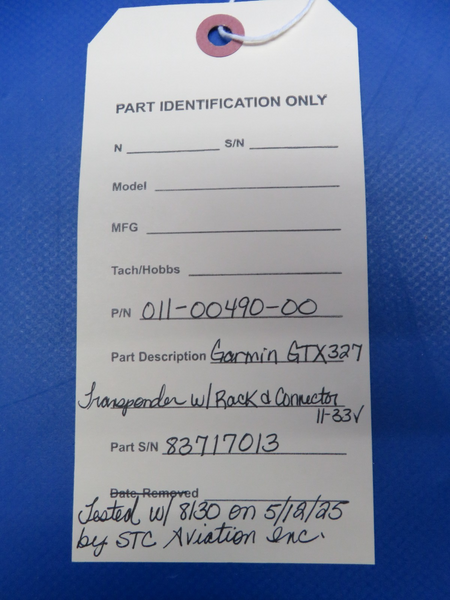 PART IDENTIFICATION ONLY
N S/N
Model
MFG
Tach/Hobbs
P/N 011-00490-00
Part Description Garmin GTX327
Transponder w/ Rack & Connector
11-33V
Part S/N 83717013
Date Removed
Tested w/ 8130 on 5/12/25
by STC Aviation Inc.